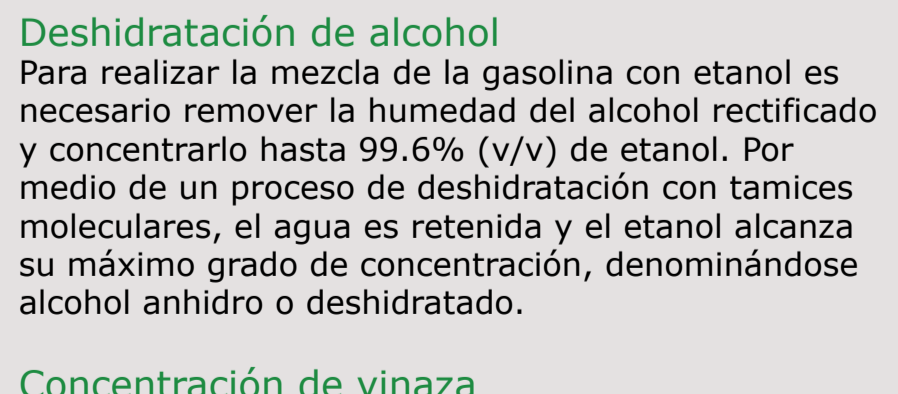 Deshidratación de alcohol
Para realizar la mezcla de la gasolina con etanol es
necesario remover la humedad del alcohol rectificado
y concentrarlo hasta 99.6% (v/v) de etanol. Por
medio de un proceso de deshidratación con tamices
moleculares, el agua es retenida y el etanol alcanza
su máximo grado de concentración, denominándose
alcohol anhidro o deshidratado.
Concentración de vinaza